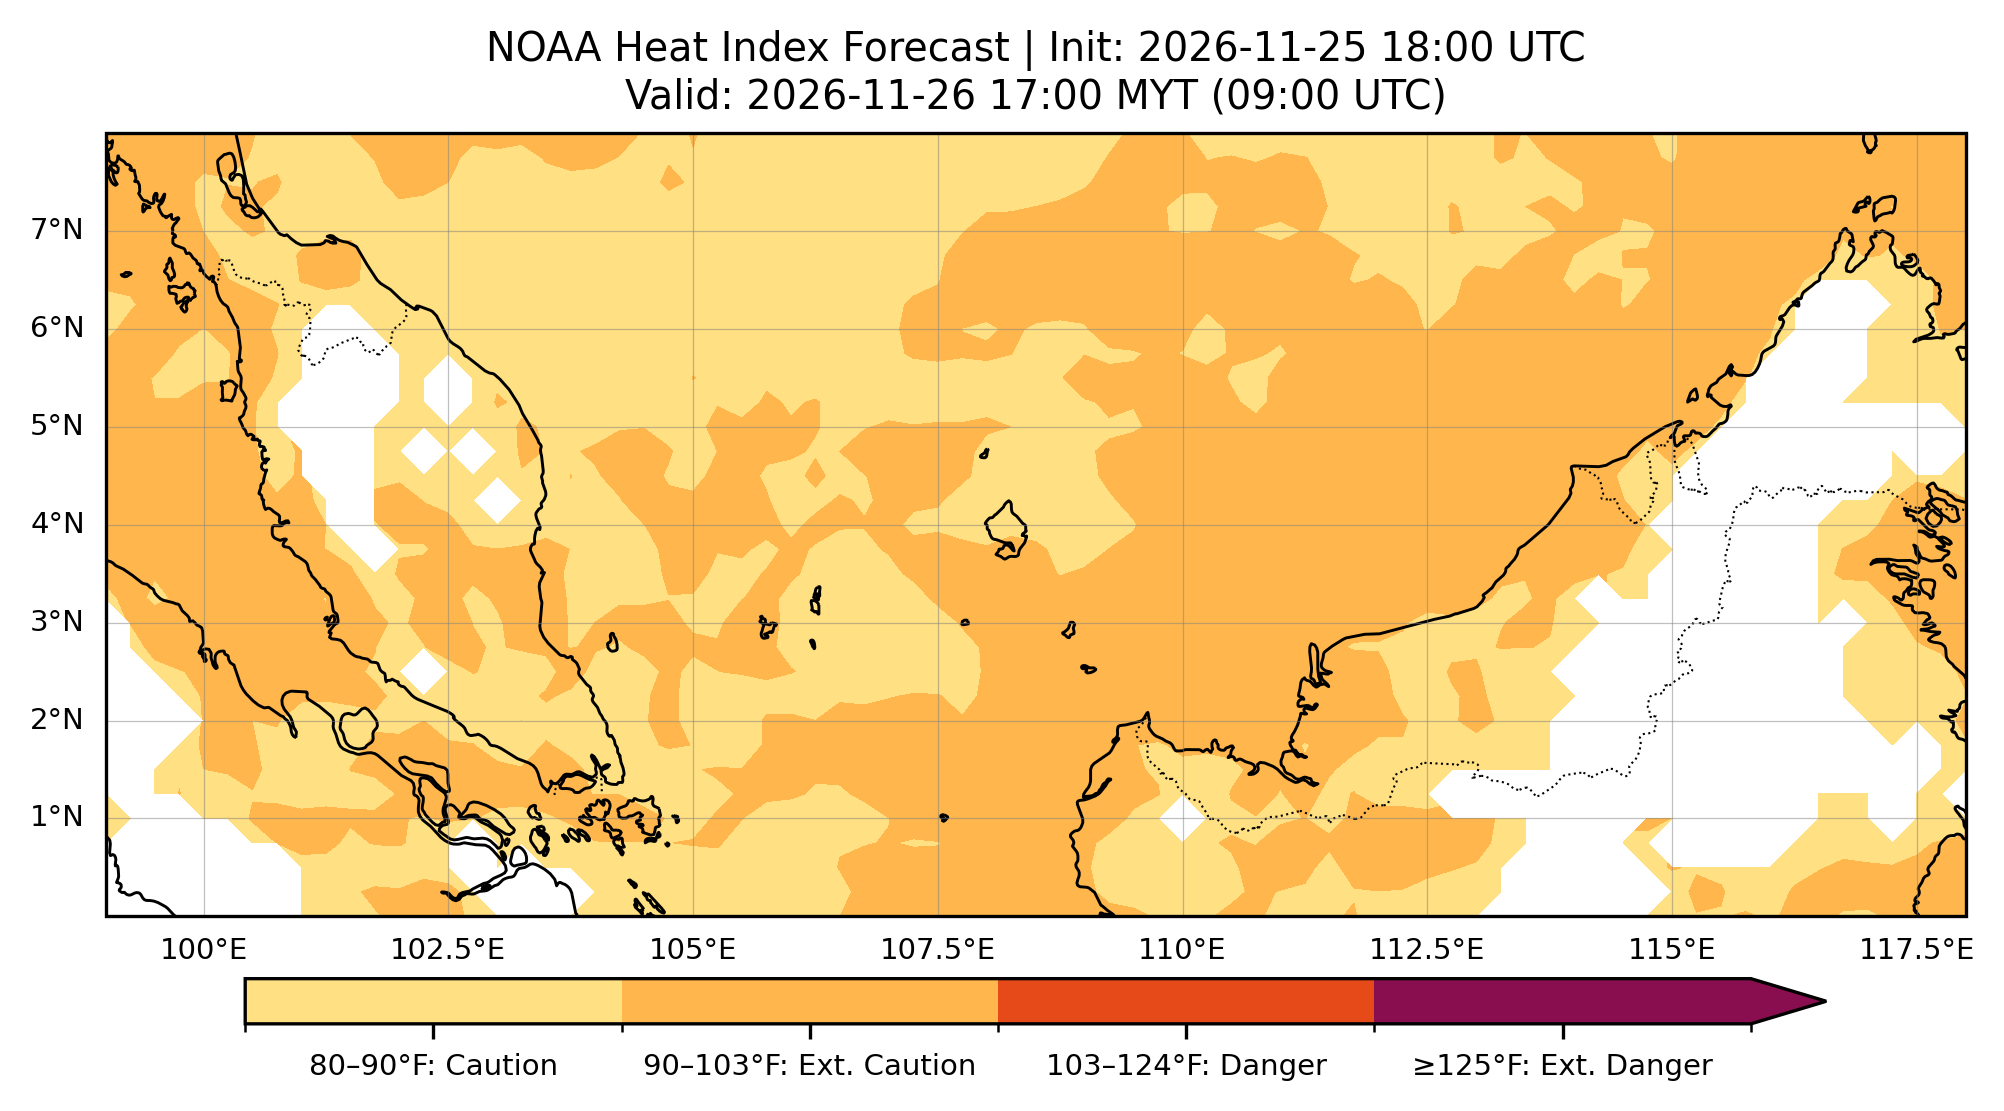 NOAA Heat Index Forecast | Init: 2026-11-25 18:00 UTC
Valid: 2026-11-26 17:00 MYT (09:00 UTC)
7°N
6°N
5°N
4°N
3°N
2°N
1°N
100°E 102.5°E 105°E 107.5°E 110°E 112.5°E 115°E 117.5°E
80–90°F: Caution 90–103°F: Ext. Caution 103–124°F: Danger ≥125°F: Ext. Danger